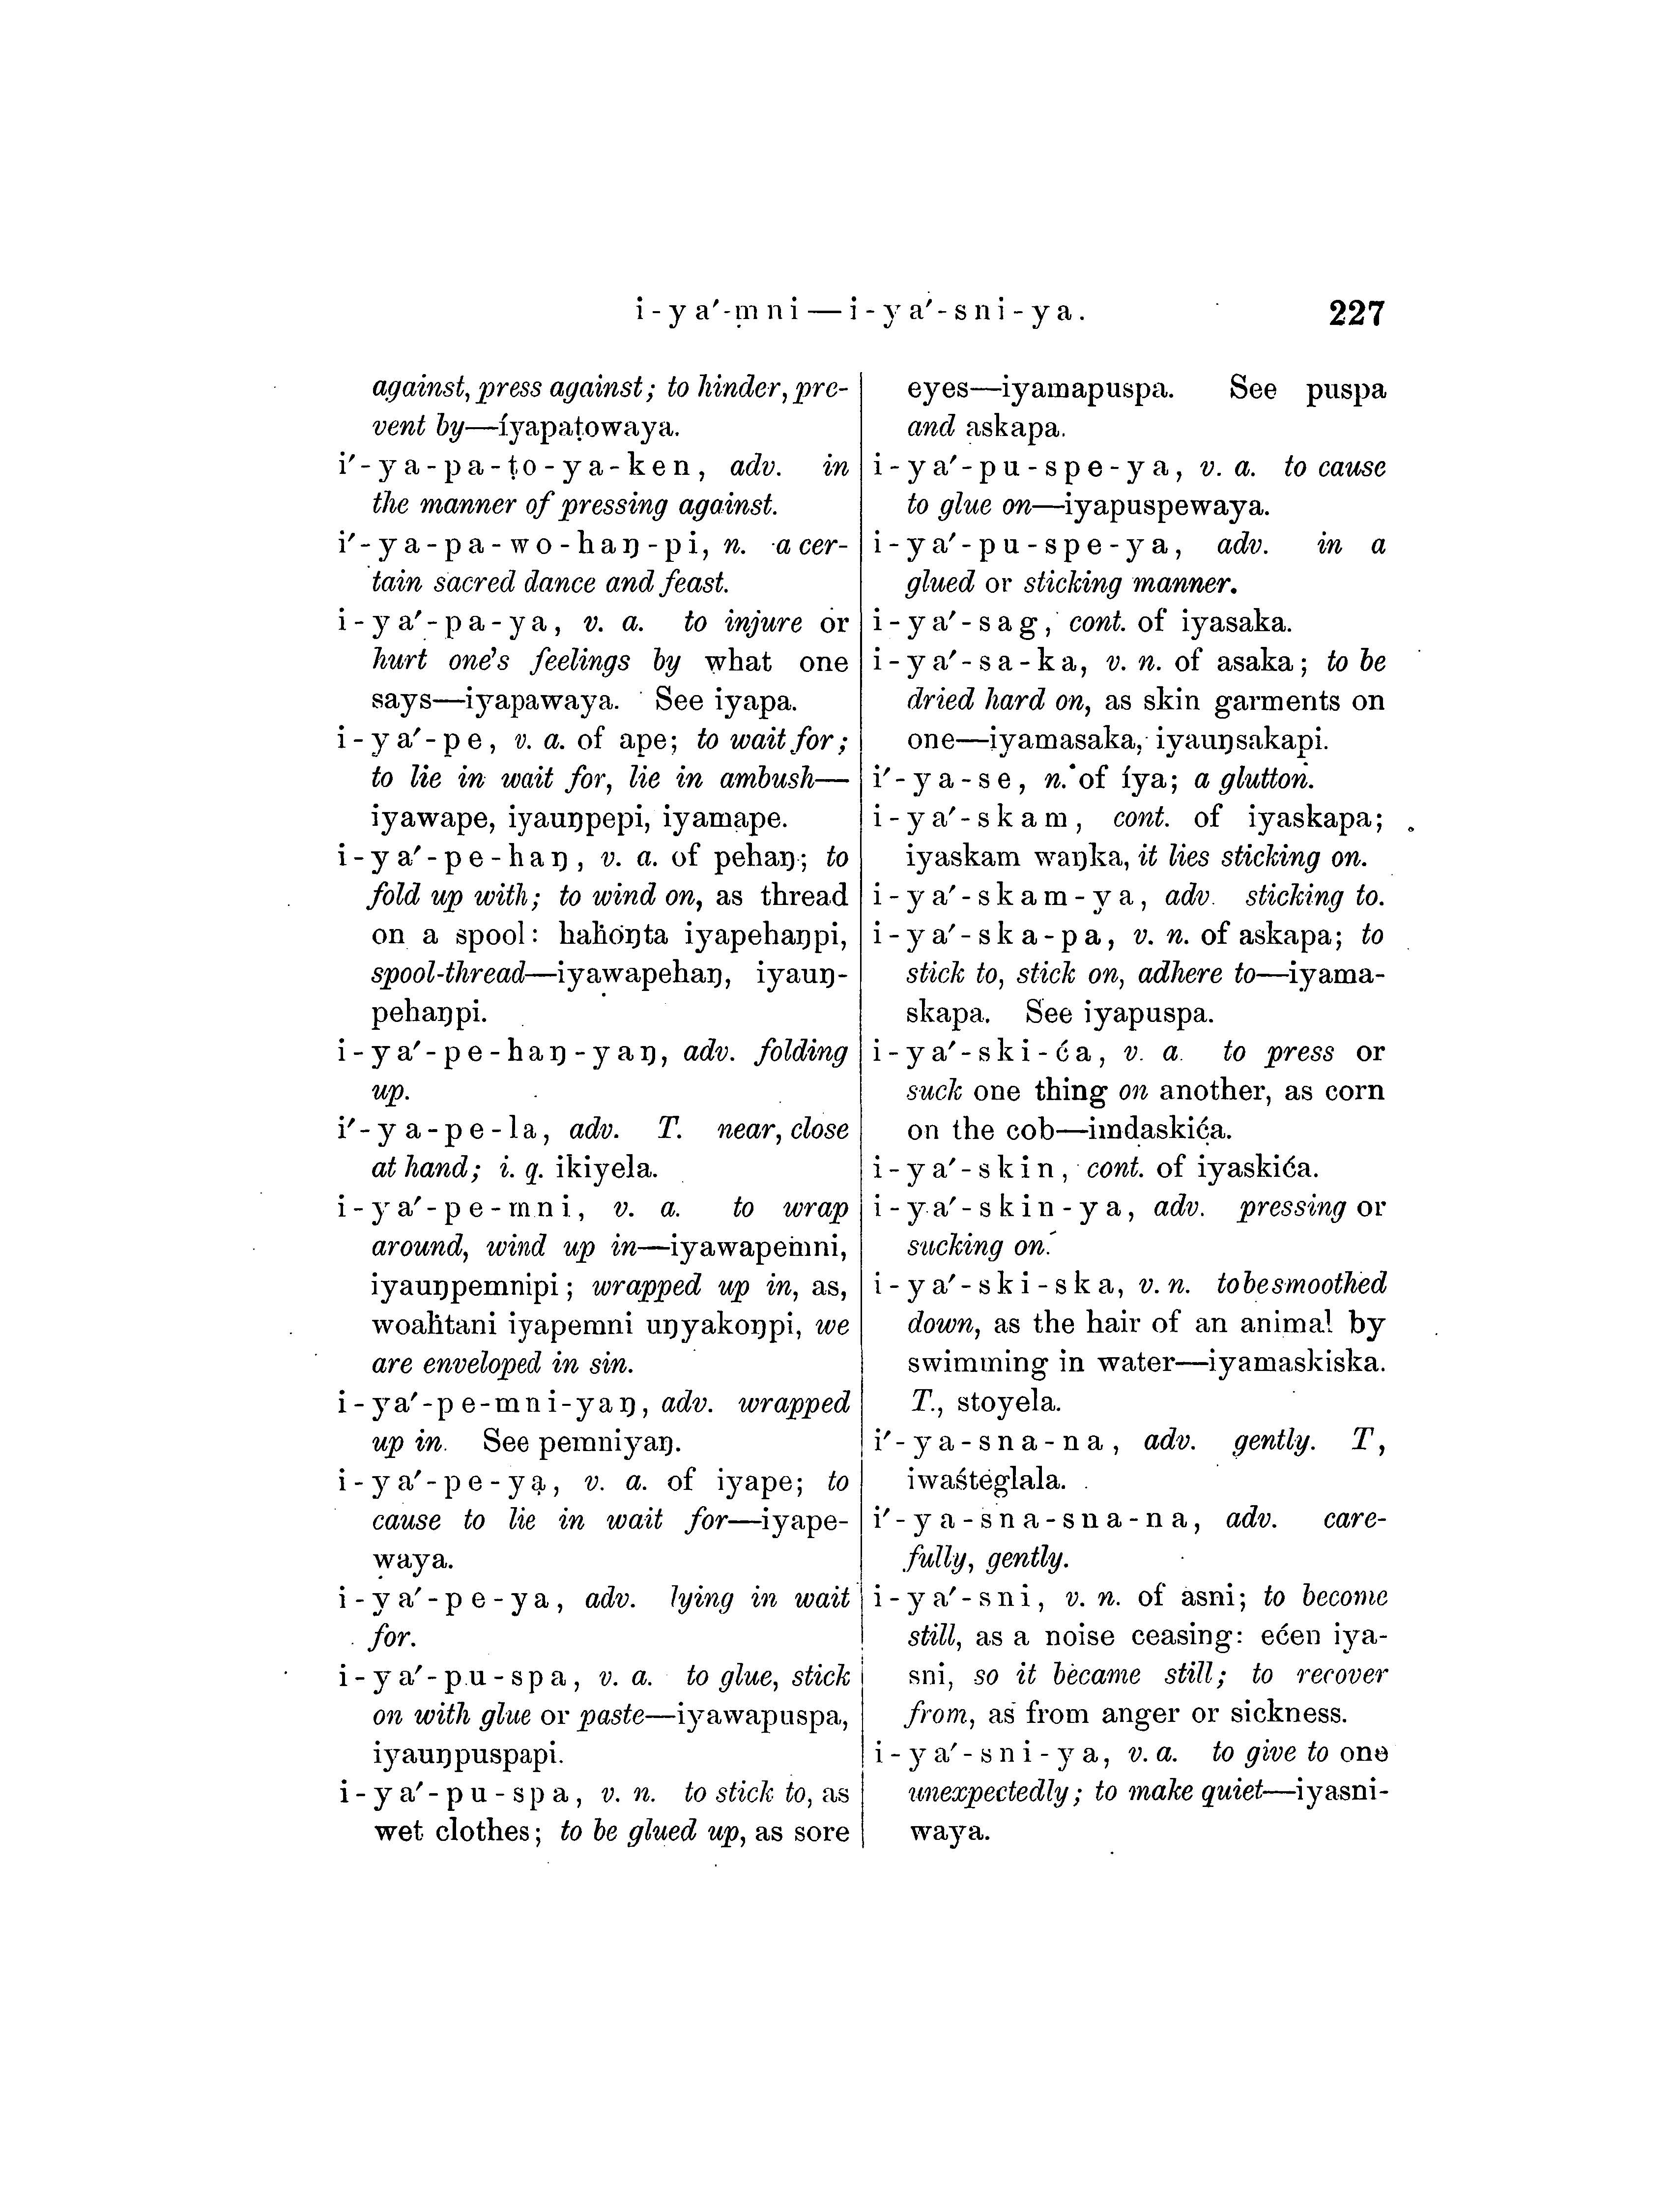 i-ya′-mni—i-ya′-sni-ya. 227
against, press against; to hinder, pre-
vent by—íyapaṭowaya.
i′-ya-pa-ṭo-ya-ken, adv. in
the manner of pressing against.
i′-ya-pa-wo-haŋ-pi, n. a cer-
tain sacred dance and feast.
i-ya′-pa-ya, v. a. to injure or
hurt one's feelings by what one
says—iyapawaya. See iyapa.
i-ya′-pe, v. a. of ape; to wait for;
to lie in wait for, lie in ambush—
iyawape, iyauŋpepi, iyamape.
i-ya′-pe-haŋ, v. a. of pehaŋ; to
fold up with; to wind on, as thread
on a spool: haḣoŋta iyapehaŋpi,
spool-thread—iyawapehaŋ, iyauŋ-
pehaŋpi.
i-ya′-pe-haŋ-yaŋ, adv. folding
up.
i′-ya-pe-la, adv. T. near, close
at hand; i. q. ikiyela.
i-ya′-pe-mni, v. a. to wrap
around, wind up in—iyawapemni,
iyauŋpemnipi; wrapped up in, as,
woaḣtani iyapemni uŋyakoŋpi, we
are enveloped in sin.
i-ya′-pe-mni-yaŋ, adv. wrapped
up in. See pemniyaŋ.
i-ya′-pe-ya, v. a. of iyape; to
cause to lie in wait for—iyape-
waya.
i-ya′-pe-ya, adv. lying in wait
for.
i-ya′-pu-spa, v. a. to glue, stick
on with glue or paste—iyawapuspa,
iyauŋpuspapi.
i-ya′-pu-spa, v. n. to stick to, as
wet clothes; to be glued up, as sore
eyes—iyamapuspa. See puspa
and askapa.
i-ya′-pu-spe-ya, v. a. to cause
to glue on—iyapuspewaya.
i-ya′-pu-spe-ya, adv. in a
glued or sticking manner.
i-ya′-sag, cont. of iyasaka.
i-ya′-sa-ka, v. n. of asaka; to be
dried hard on, as skin garments on
one—iyamasaka, iyauŋsakapi.
i′-ya-se, n. of íya; a glutton.
i-ya′-skam, cont. of iyaskapa;
iyaskam waŋka, it lies sticking on.
i-ya′-skam-ya, adv. sticking to.
i-ya′-ska-pa, v. n. of askapa; to
stick to, stick on, adhere to—iyama-
skapa. See iyapuspa.
i-ya′-ski-ća, v. a. to press or
suck one thing on another, as corn
on the cob—imdaskića.
i-ya′-skin, cont. of iyaskića.
i-ya′-skin-ya, adv. pressing or
sucking on.
i-ya′-ski-ska, v. n. to be smoothed
down, as the hair of an animal by
swimming in water—iyamaskiska.
T., stoyela.
i′-ya-sna-na, adv. gently. T,
iwaśteglala.
i′-ya-sna-sna-na, adv. care-
fully, gently.
i-ya′-sni, v. n. of asni; to become
still, as a noise ceasing: ećen iya-
sni, so it became still; to recover
from, as from anger or sickness.
i-ya′-sni-ya, v. a. to give to one
unexpectedly; to make quiet—iyasni-
waya.